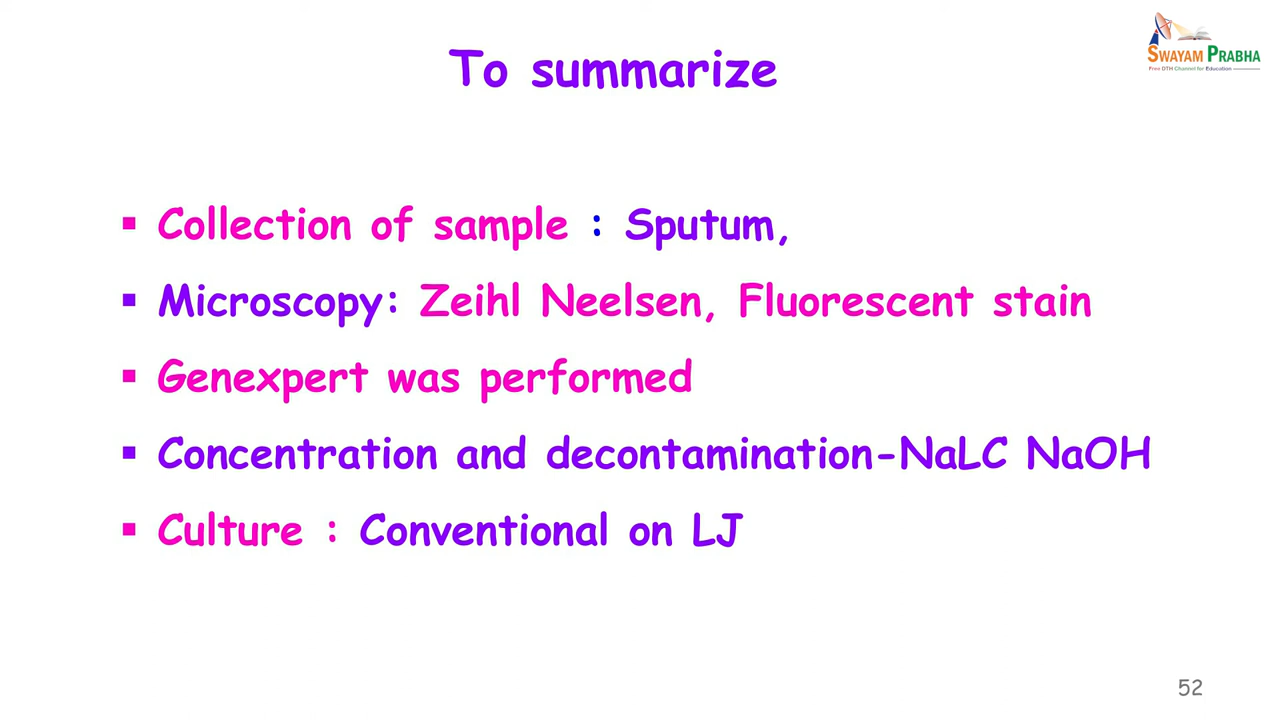 SWAYAM PRABHA
Free DTH Channel for Education
To summarize
▪ Collection of sample : Sputum,
▪ Microscopy: Zeihl Neelsen, Fluorescent stain
▪ Genexpert was performed
▪ Concentration and decontamination-NaLC NaOH
▪ Culture : Conventional on LJ
52